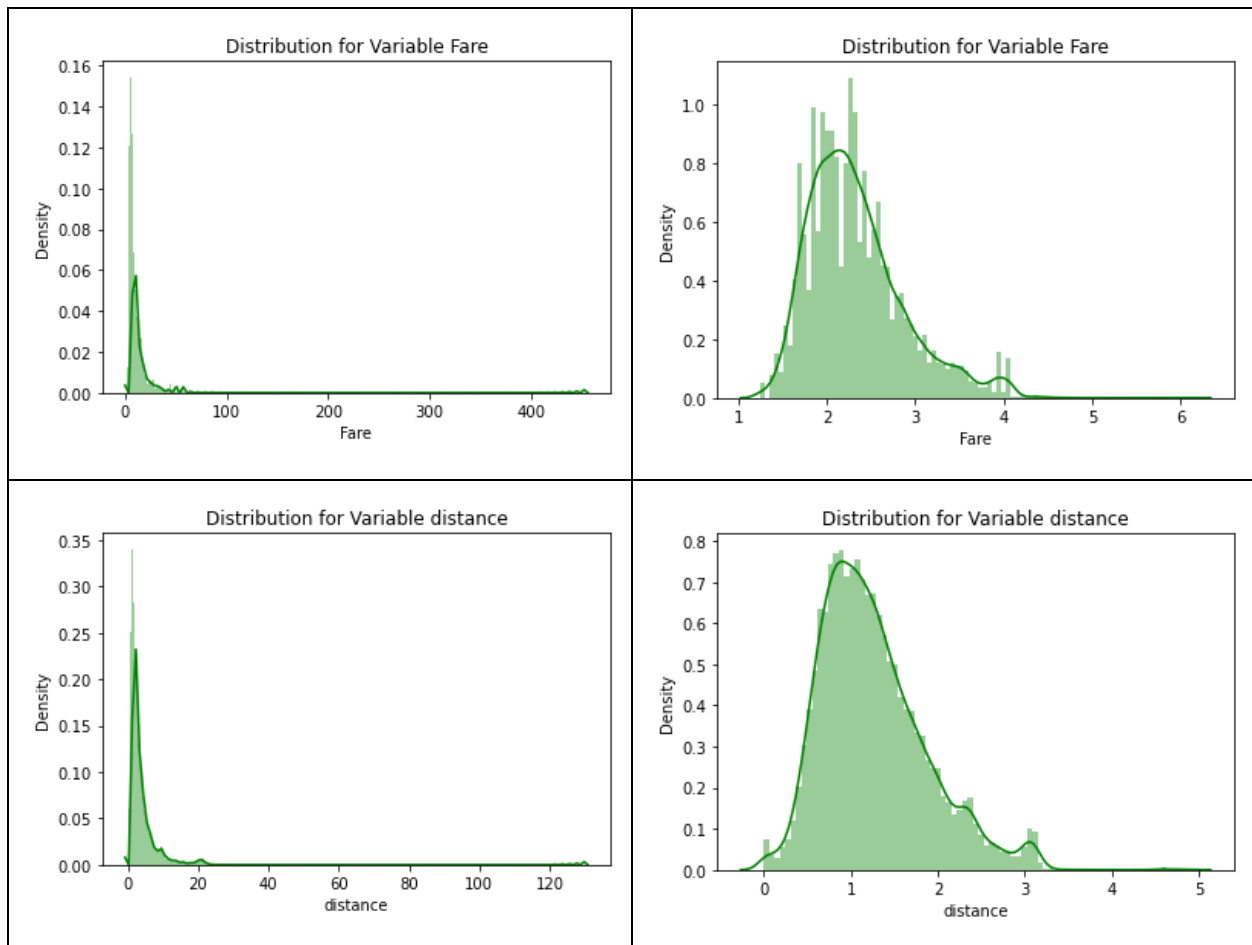 Distribution for Variable Fare
0.16
0.14
0.12
0.10
0.08
0.06
0.04
0.02
0.00
Density
0 100 200 300 400
Fare
Distribution for Variable Fare
1.0
0.8
0.6
0.4
0.2
0.0
Density
1 2 3 4 5 6
Fare
Distribution for Variable distance
0.35
0.30
0.25
0.20
0.15
0.10
0.05
0.00
Density
0 20 40 60 80 100 120
distance
Distribution for Variable distance
0.8
0.7
0.6
0.5
0.4
0.3
0.2
0.1
0.0
Density
0 1 2 3 4 5
distance